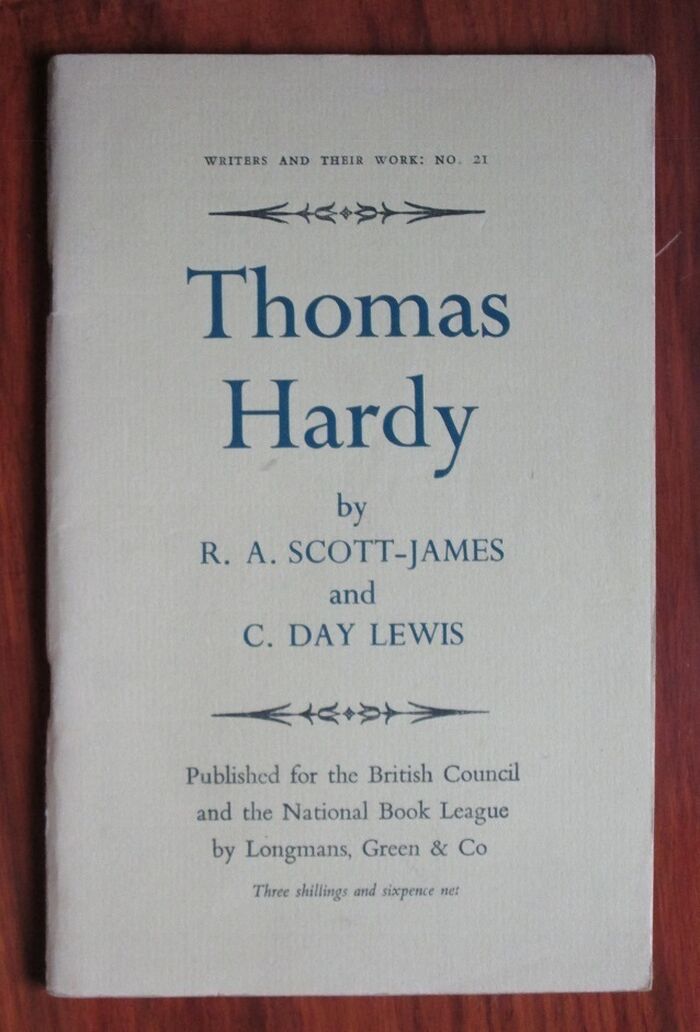 WRITERS AND THEIR WORK: NO. 21
Thomas
Hardy
by
R. A. SCOTT-JAMES
and
C. DAY LEWIS
Published for the British Council
and the National Book League
by Longmans, Green & Co
Three shillings and sixpence net